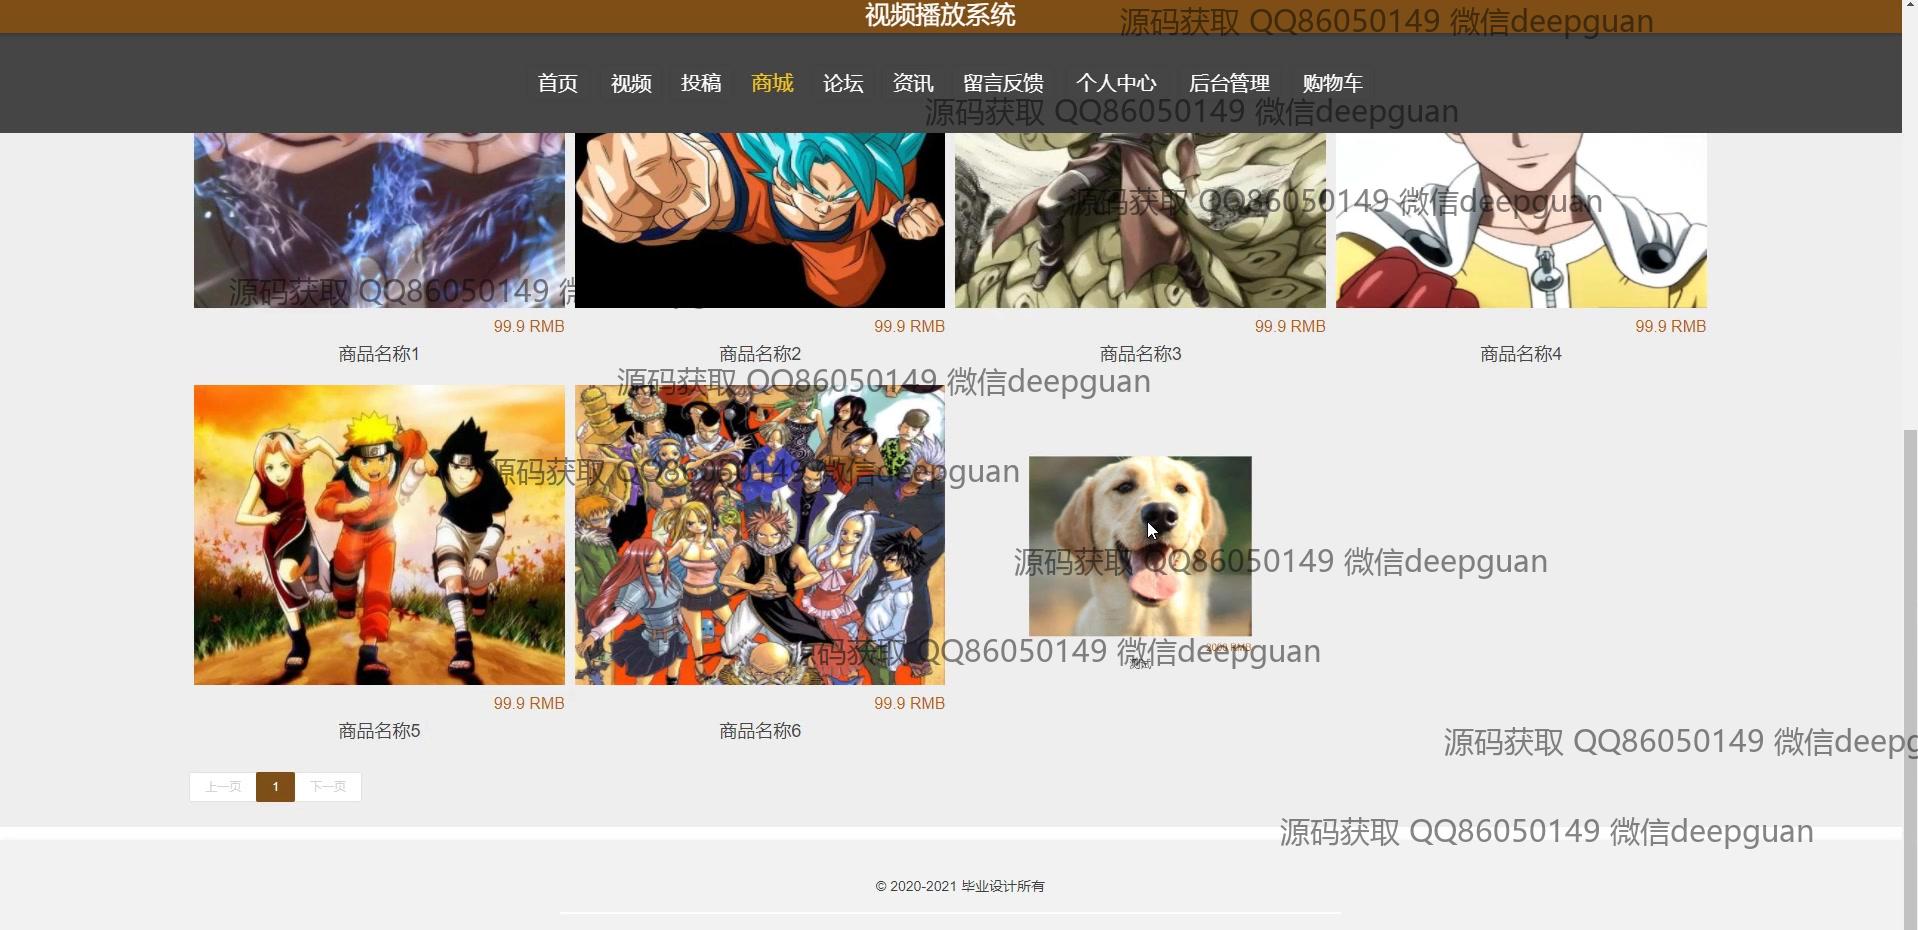 视频播放系统
源码获取 QQ86050149 微信deepguan
首页 视频 投稿 商城 论坛 资讯 留言反馈 个人中心 后台管理 购物车
源码获取 QQ86050149 微信deepguan
源码获取 QQ86050149 微信deepguan
源码获取 QQ86050149
99.9 RMB 99.9 RMB 99.9 RMB 99.9 RMB
商品名称1 商品名称2 商品名称3 商品名称4
源码获取 QQ86050149 微信deepguan
源码获取 QQ86050149 微信deepguan
源码获取 QQ86050149 微信deepguan
源码获取 QQ86050149 微信deepguan
测试
99.9 RMB 99.9 RMB
商品名称5 商品名称6
源码获取 QQ86050149 微信deepg
上一页 1 下一页
源码获取 QQ86050149 微信deepguan
© 2020-2021 毕业设计所有